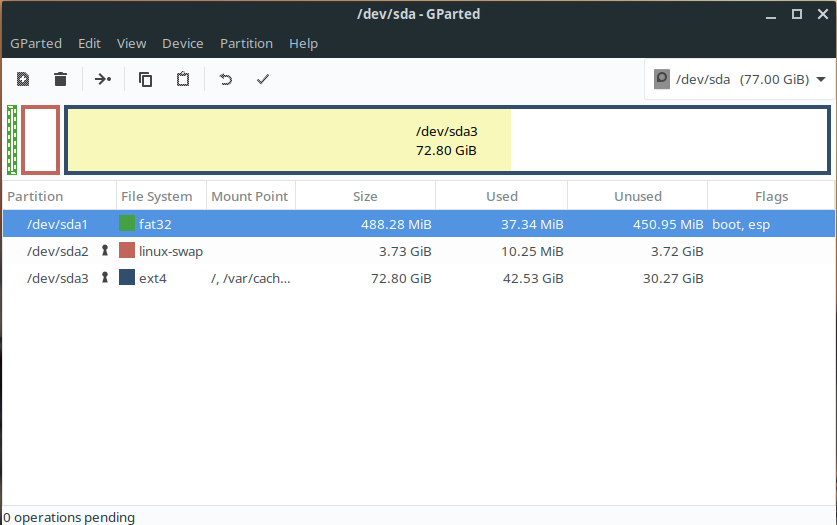 /dev/sda - GParted
GParted Edit View Device Partition Help
/dev/sda (77.00 GiB)
/dev/sda3
72.80 GiB
Partition File System Mount Point Size Used Unused Flags
/dev/sda1 fat32 488.28 MiB 37.34 MiB 450.95 MiB boot, esp
/dev/sda2 linux-swap 3.73 GiB 10.25 MiB 3.72 GiB
/dev/sda3 ext4 /, /var/cach... 72.80 GiB 42.53 GiB 30.27 GiB
0 operations pending